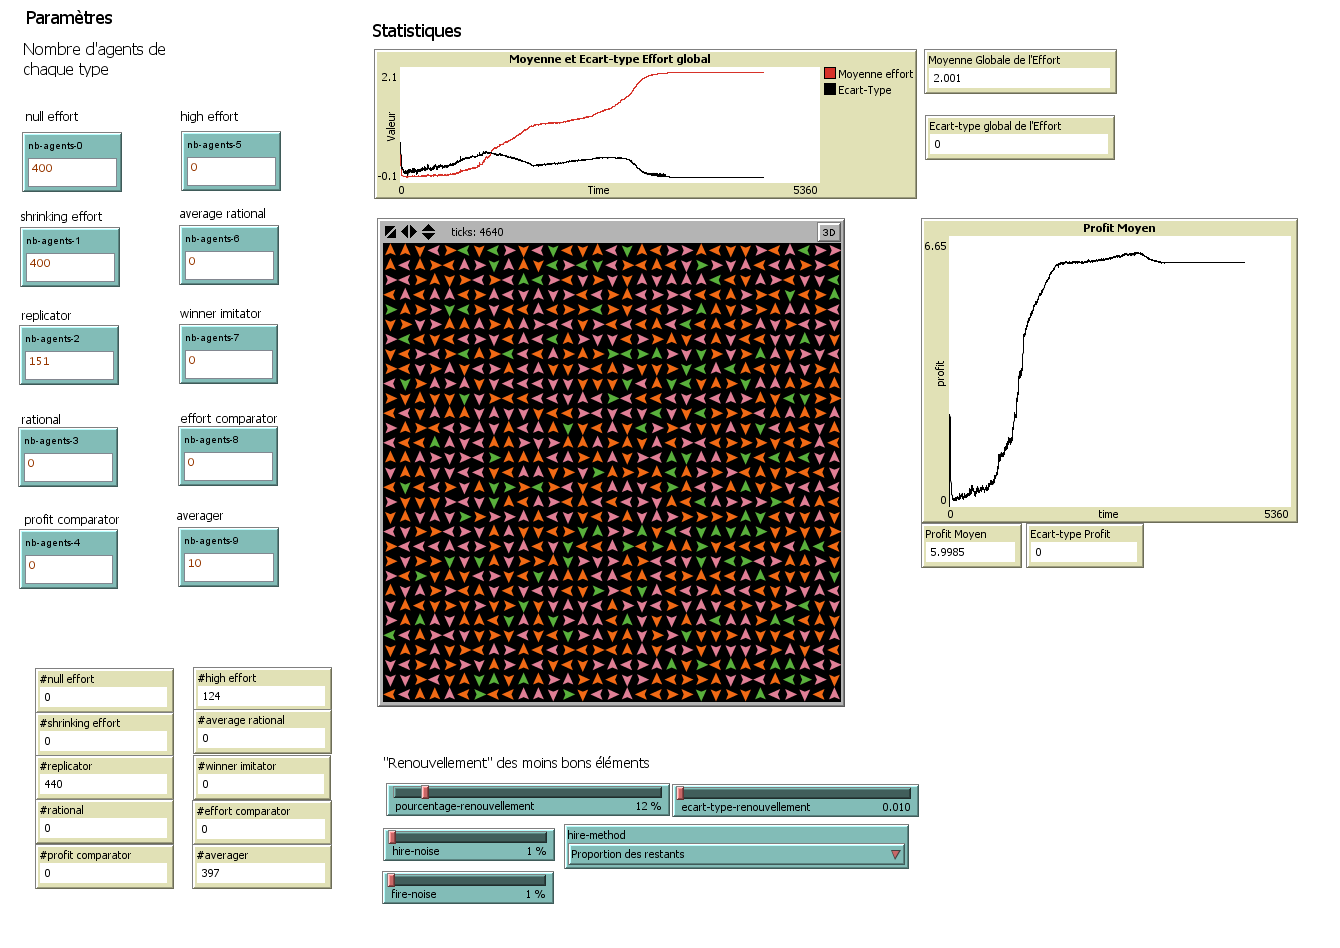 Paramètres
Nombre d'agents de
chaque type
null effort
nb-agents-0
400
high effort
nb-agents-5
0
shrinking effort
nb-agents-1
400
average rational
nb-agents-6
0
replicator
nb-agents-2
151
winner imitator
nb-agents-7
0
rational
nb-agents-3
0
effort comparator
nb-agents-8
0
profit comparator
nb-agents-4
0
averager
nb-agents-9
10
#null effort
0
#high effort
124
#shrinking effort
0
#average rational
0
#replicator
440
#winner imitator
0
#rational
0
#effort comparator
0
#profit comparator
0
#averager
397
Statistiques
Moyenne et Ecart-type Effort global
2.1
Valeur
-0.1
0
Time
5360
Moyenne effort
Ecart-Type
Moyenne Globale de l'Effort
2.001
Ecart-type global de l'Effort
0
ticks: 4640
3D
Profit Moyen
6.65
profit
0
0
time
5360
Profit Moyen
5.9985
Ecart-type Profit
0
"Renouvellement" des moins bons éléments
pourcentage-renouvellement 12 %
ecart-type-renouvellement 0.010
hire-noise 1 %
hire-method
Proportion des restants
fire-noise 1 %